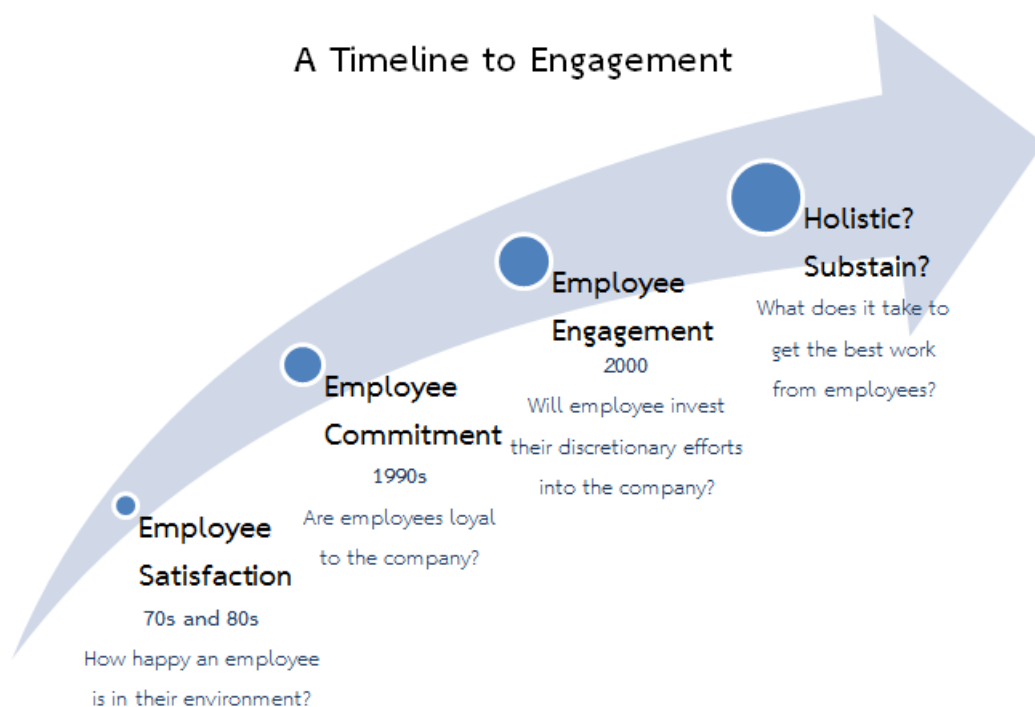 A Timeline to Engagement
Holistic?
Substain?
What does it take to
get the best work
from employees?
Employee
Engagement
2000
Will employee invest
their discretionary efforts
into the company?
Employee
Commitment
1990s
Are employees loyal
to the company?
Employee
Satisfaction
70s and 80s
How happy an employee
is in their environment?